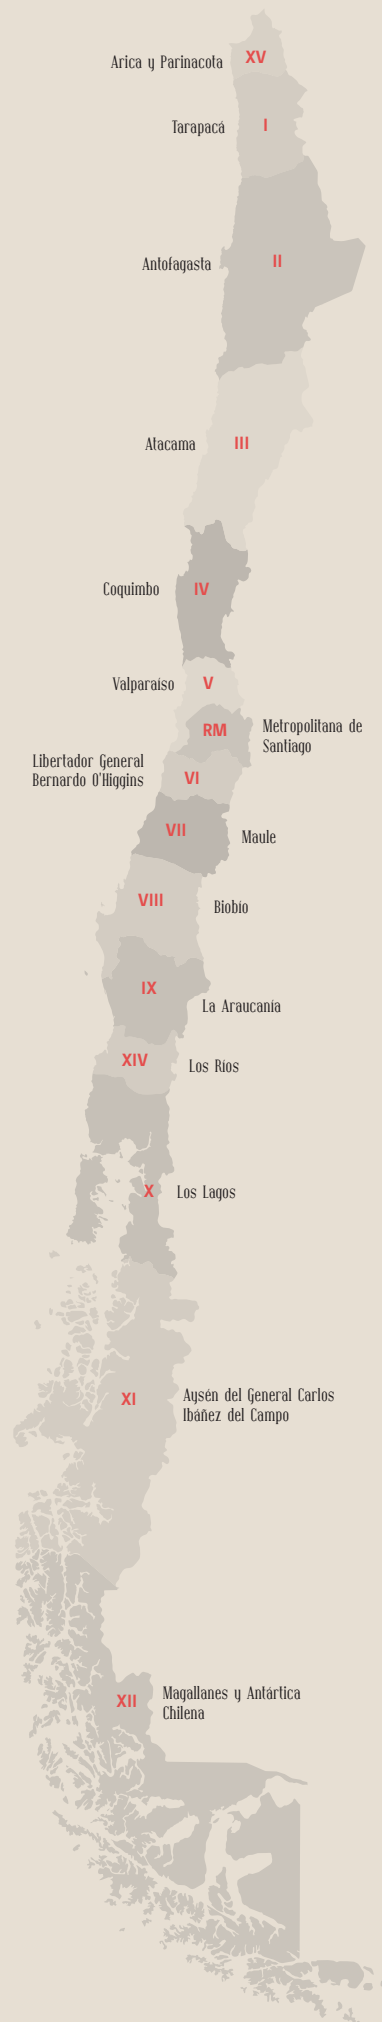 XV
Arica y Parinacota
Tarapacá
I
Antofagasta
II
Atacama
III
Coquimbo
IV
Valparaíso
V
RM
Metropolitana de
Santiago
Libertador General
Bernardo O'Higgins
VI
VII
Maule
VIII
Biobío
IX
La Araucanía
XIV
Los Ríos
X
Los Lagos
XI
Aysén del General Carlos
Ibáñez del Campo
XII
Magallanes y Antártica
Chilena